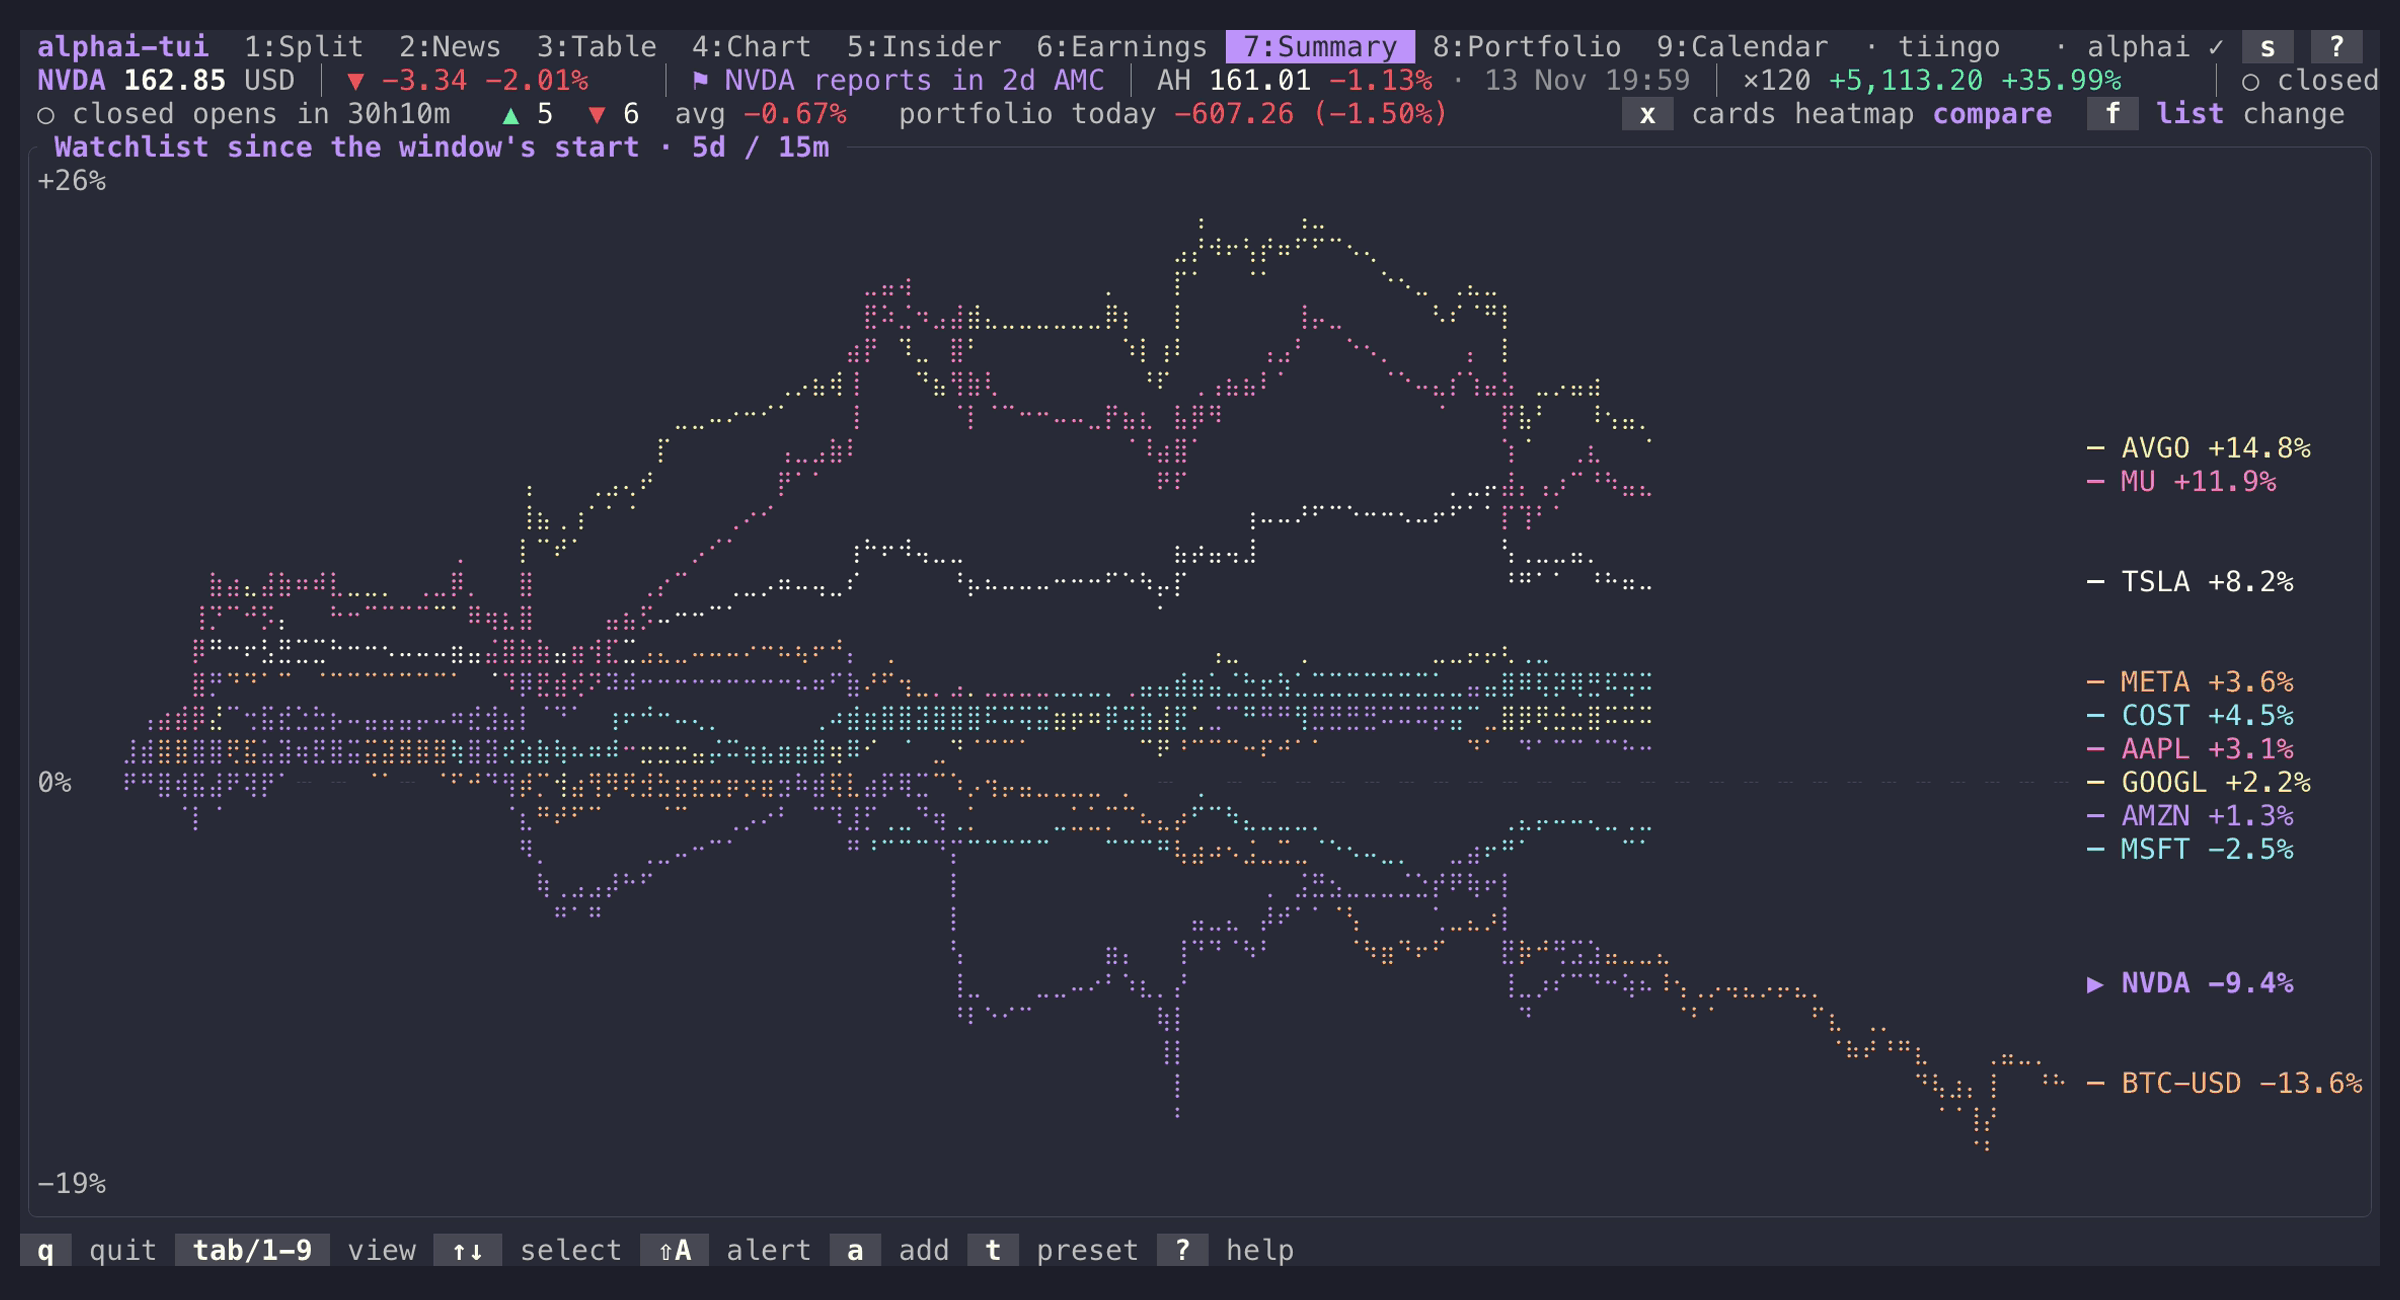 alphai-tui 1:Split 2:News 3:Table 4:Chart 5:Insider 6:Earnings 7:Summary 8:Portfolio 9:Calendar · tiingo · alphai ✓ s ?
NVDA 162.85 USD │ ▼ −3.34 −2.01% │ ⚑ NVDA reports in 2d AMC │ AH 161.01 −1.13% · 13 Nov 19:59 │ ×120 +5,113.20 +35.99% │ ○ closed
○ closed opens in 30h10m ▲ 5 ▼ 6 avg −0.67% portfolio today −607.26 (−1.50%) x cards heatmap compare f list change
Watchlist since the window's start · 5d / 15m
+26%
— AVGO +14.8%
— MU +11.9%
— TSLA +8.2%
— META +3.6%
— COST +4.5%
— AAPL +3.1%
0% — GOOGL +2.2%
— AMZN +1.3%
— MSFT −2.5%
▶ NVDA −9.4%
— BTC−USD −13.6%
−19%
q quit tab/1−9 view ↑↓ select ⇧A alert a add t preset ? help